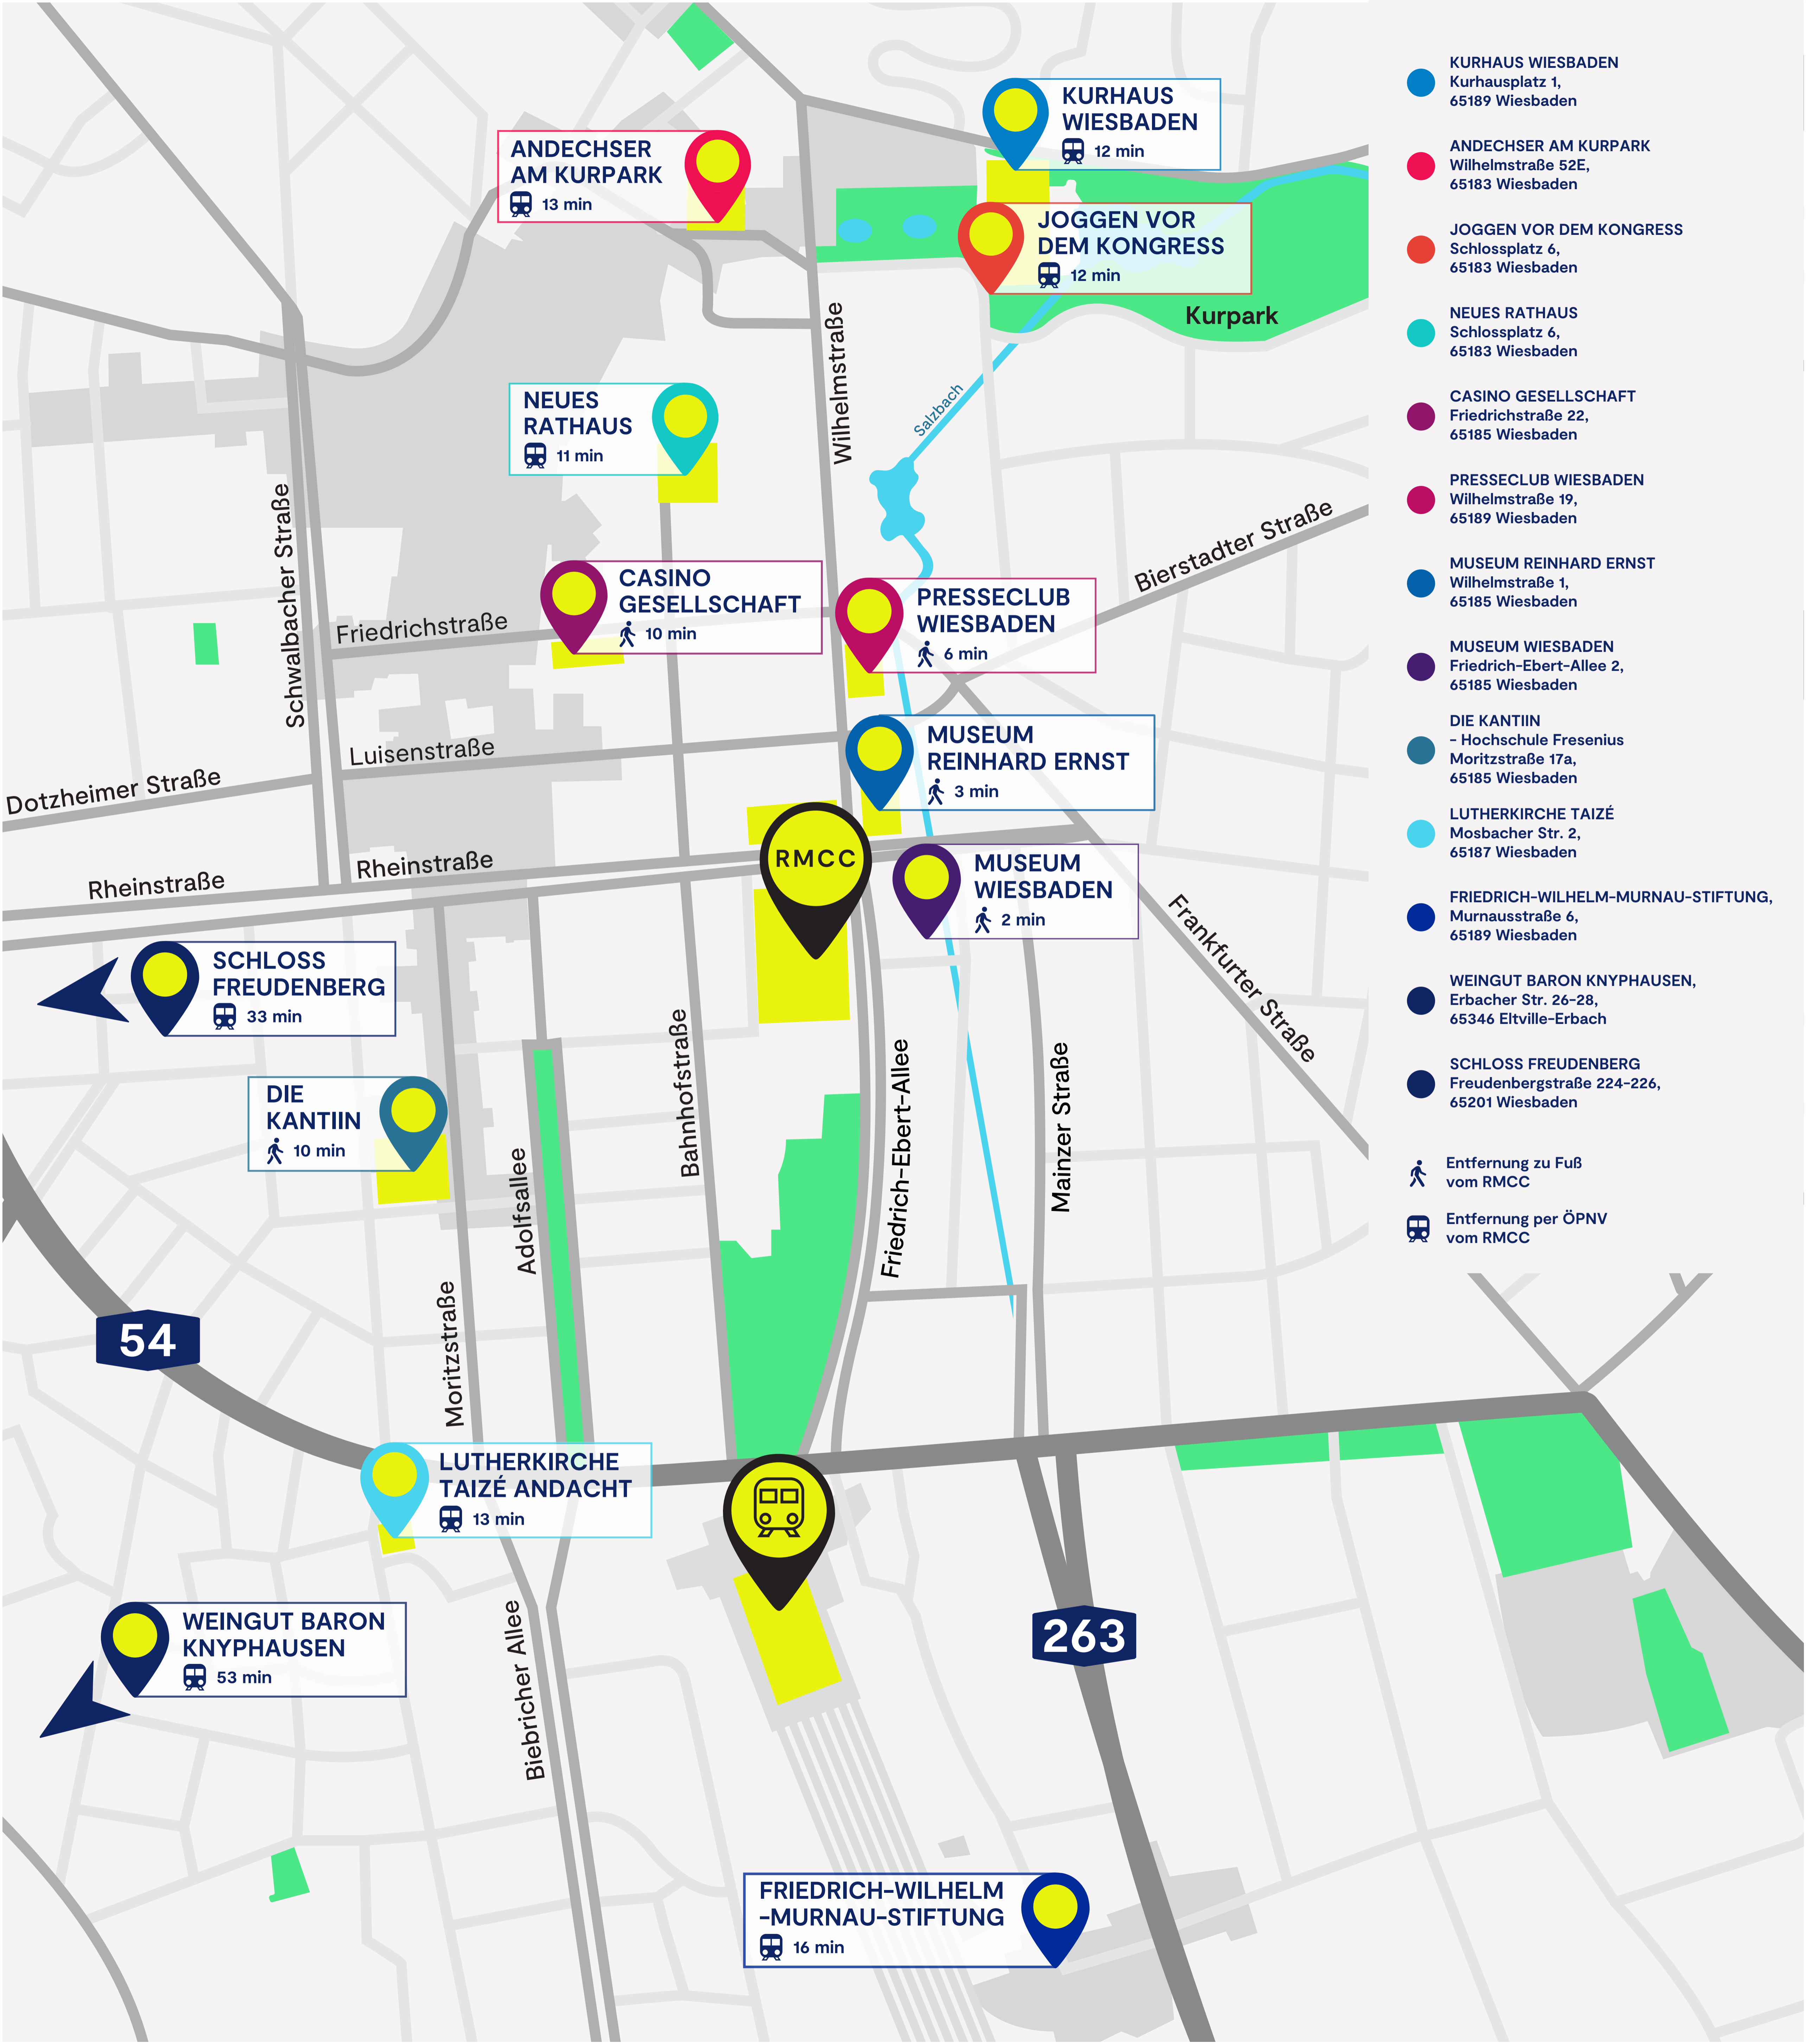 KURHAUS
WIESBADEN
12 min
ANDECHSER
AM KURPARK
13 min
JOGGEN VOR
DEM KONGRESS
12 min
Kurpark
Wilhelmstraße
Salzbach
NEUES
RATHAUS
11 min
Schwalbacher Straße
Bierstadter Straße
CASINO
GESELLSCHAFT
10 min
Friedrichstraße
PRESSECLUB
WIESBADEN
6 min
MUSEUM
REINHARD ERNST
3 min
Luisenstraße
Dotzheimer Straße
RMCC
Rheinstraße
Rheinstraße
MUSEUM
WIESBADEN
2 min
Frankfurter Straße
SCHLOSS
FREUDENBERG
33 min
DIE
KANTIIN
10 min
Bahnhofstraße
Friedrich-Ebert-Allee
Mainzer Straße
Adolfsallee
Moritzstraße
54
LUTHERKIRCHE
TAIZÉ ANDACHT
13 min
WEINGUT BARON
KNYPHAUSEN
53 min
Biebricher Allee
263
FRIEDRICH-WILHELM
-MURNAU-STIFTUNG
16 min
KURHAUS WIESBADEN
Kurhausplatz 1,
65189 Wiesbaden
ANDECHSER AM KURPARK
Wilhelmstraße 52E,
65183 Wiesbaden
JOGGEN VOR DEM KONGRESS
Schlossplatz 6,
65183 Wiesbaden
NEUES RATHAUS
Schlossplatz 6,
65183 Wiesbaden
CASINO GESELLSCHAFT
Friedrichstraße 22,
65185 Wiesbaden
PRESSECLUB WIESBADEN
Wilhelmstraße 19,
65189 Wiesbaden
MUSEUM REINHARD ERNST
Wilhelmstraße 1,
65185 Wiesbaden
MUSEUM WIESBADEN
Friedrich-Ebert-Allee 2,
65185 Wiesbaden
DIE KANTIIN
- Hochschule Fresenius
Moritzstraße 17a,
65185 Wiesbaden
LUTHERKIRCHE TAIZÉ
Mosbacher Str. 2,
65187 Wiesbaden
FRIEDRICH-WILHELM-MURNAU-STIFTUNG,
Murnausstraße 6,
65189 Wiesbaden
WEINGUT BARON KNYPHAUSEN,
Erbacher Str. 26-28,
65346 Eltville-Erbach
SCHLOSS FREUDENBERG
Freudenbergstraße 224-226,
65201 Wiesbaden
Entfernung zu Fuß
vom RMCC
Entfernung per ÖPNV
vom RMCC